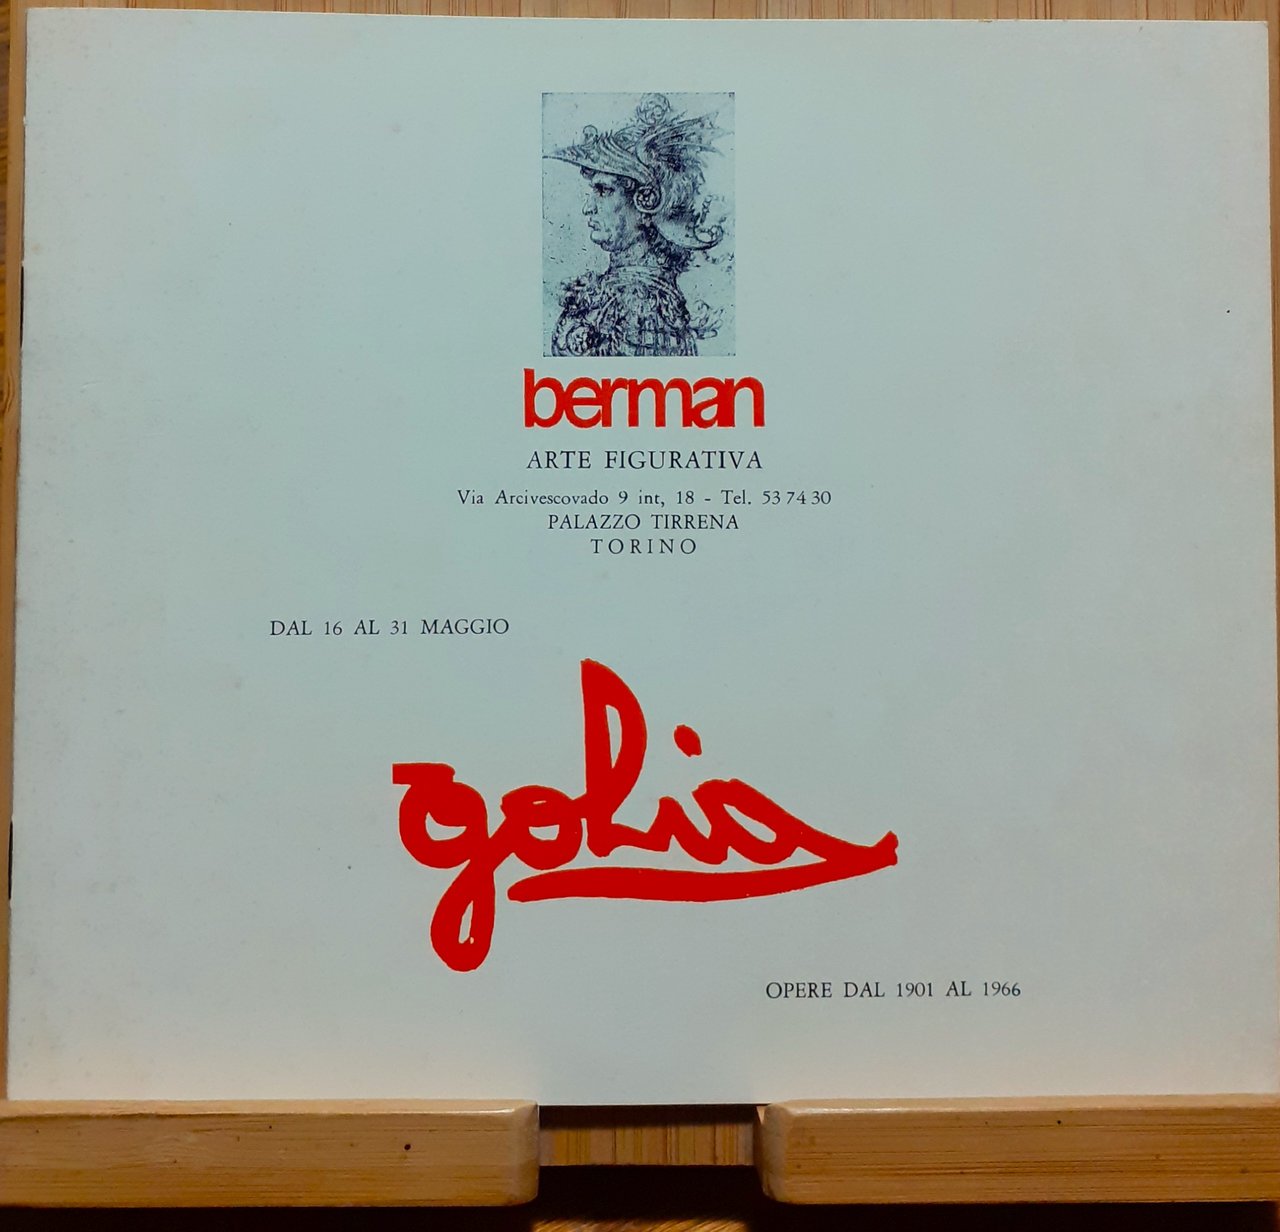 berman
ARTE FIGURATIVA
Via Arcivescovado 9 int, 18 - Tel. 53 74 30
PALAZZO TIRRENA
TORINO
DAL 16 AL 31 MAGGIO
golia
OPERE DAL 1901 AL 1966